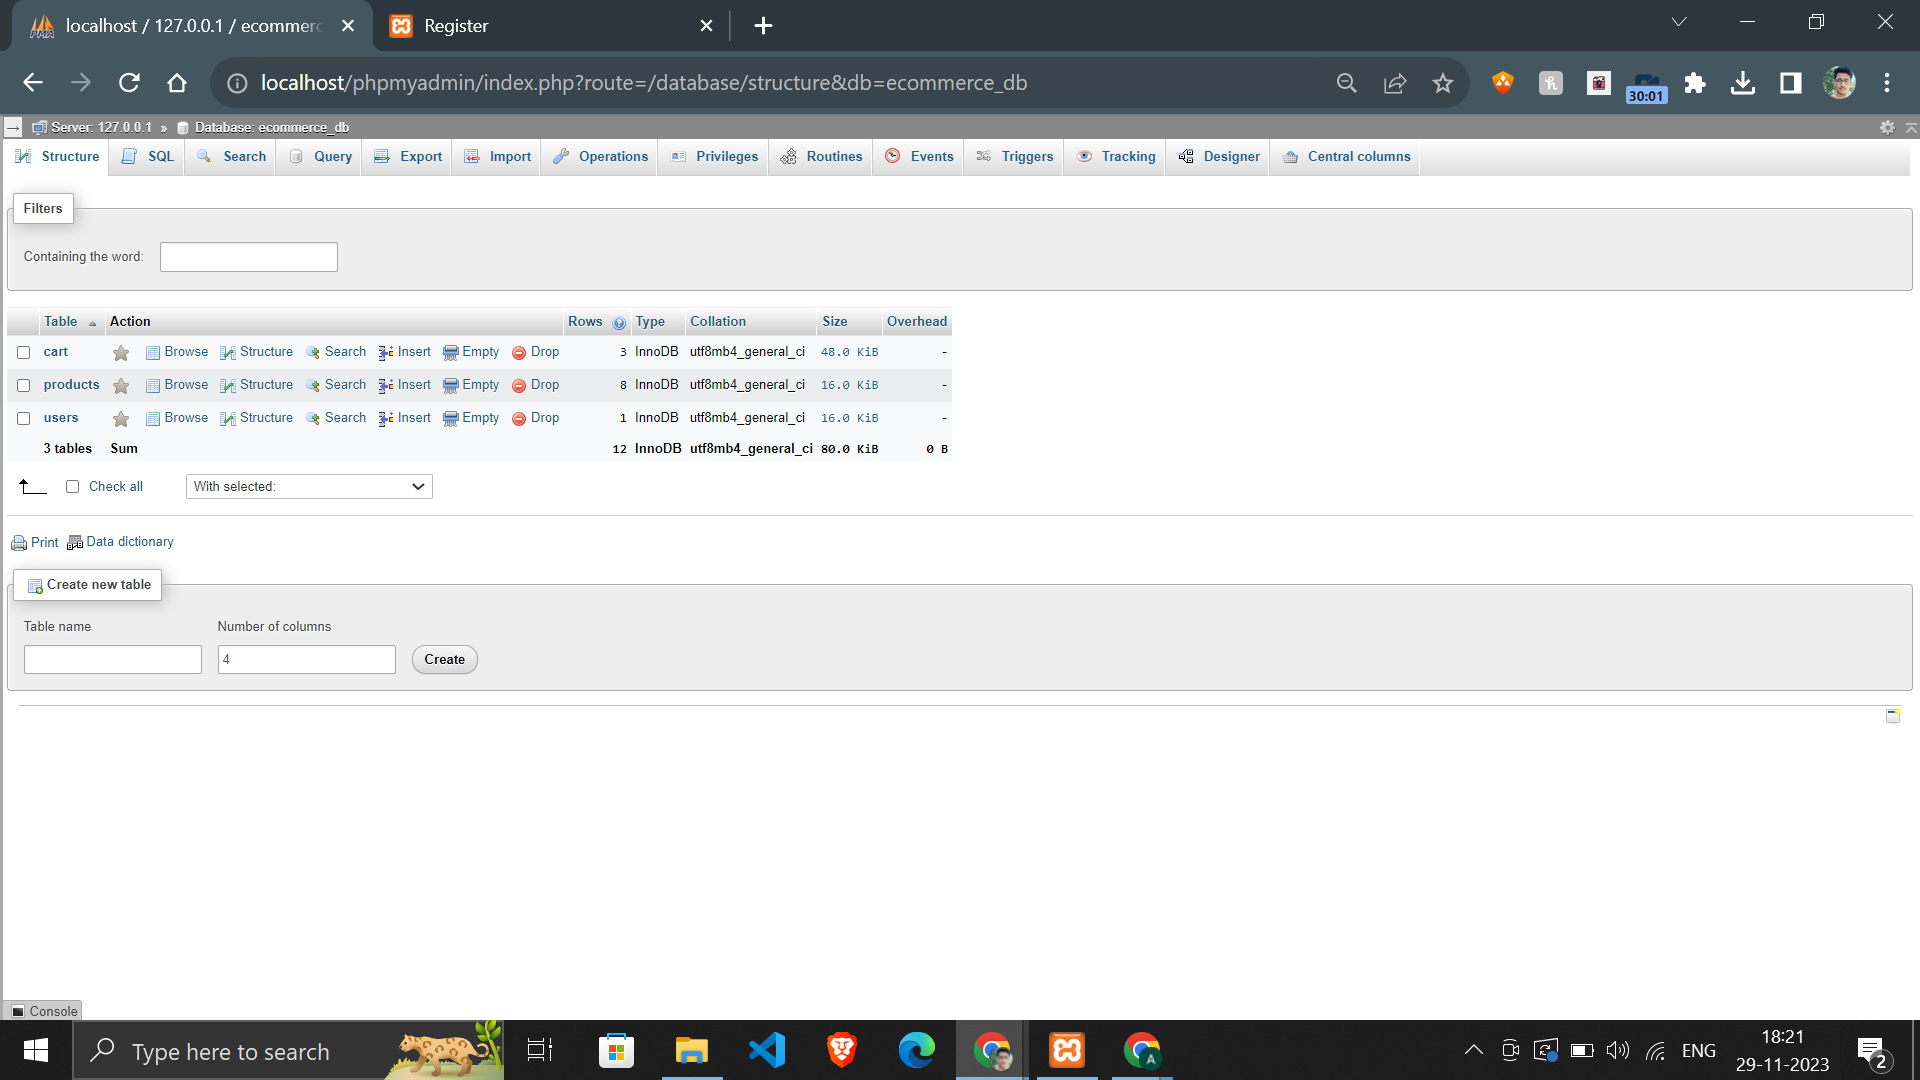 localhost / 127.0.0.1 / ecommerc
Register
localhost/phpmyadmin/index.php?route=/database/structure&db=ecommerce_db
30:01
Server: 127.0.0.1 » Database: ecommerce_db
Structure SQL Search Query Export Import Operations Privileges Routines Events Triggers Tracking Designer Central columns
Filters
Containing the word:
Table Action Rows Type Collation Size Overhead
cart Browse Structure Search Insert Empty Drop 3 InnoDB utf8mb4_general_ci 48.0 KiB -
products Browse Structure Search Insert Empty Drop 8 InnoDB utf8mb4_general_ci 16.0 KiB -
users Browse Structure Search Insert Empty Drop 1 InnoDB utf8mb4_general_ci 16.0 KiB -
3 tables Sum 12 InnoDB utf8mb4_general_ci 80.0 KiB 0 B
Check all With selected:
Print Data dictionary
Create new table
Table name Number of columns
4 Create
Console
Type here to search
ENG
18:21
29-11-2023
2